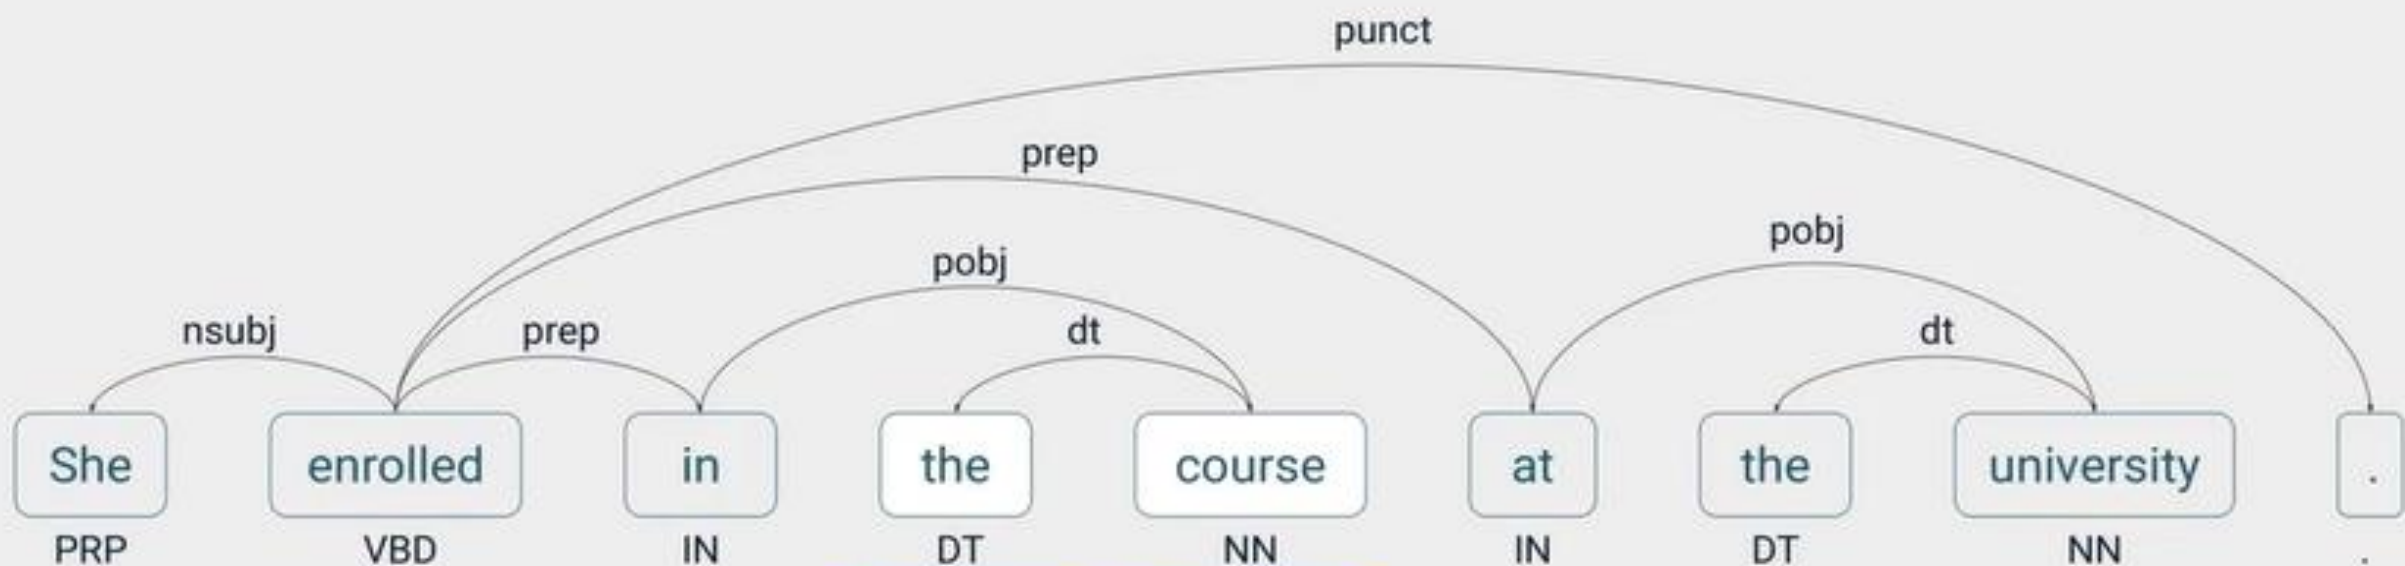 punct
prep
pobj
pobj
nsubj prep dt dt
She enrolled in the course at the university .
PRP VBD IN DT NN IN DT NN .